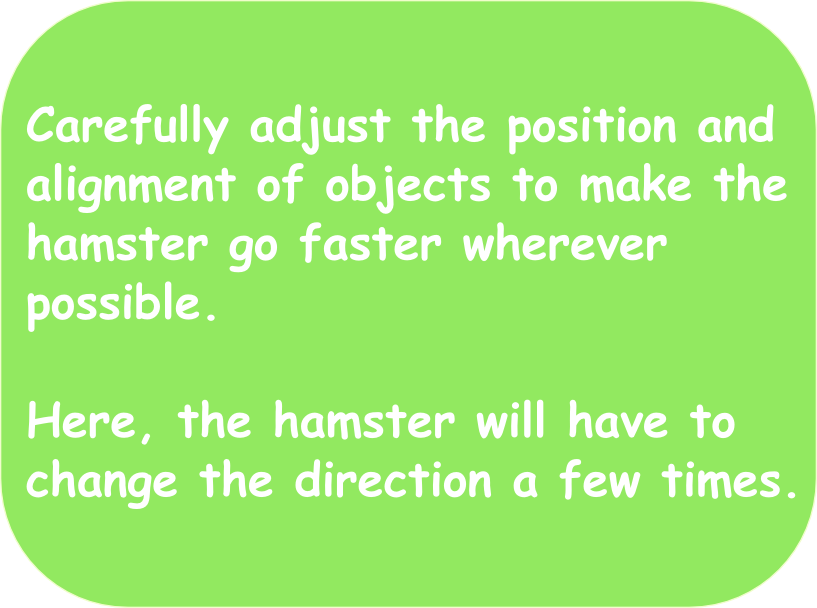 Carefully adjust the position and
alignment of objects to make the
hamster go faster wherever
possible.
Here, the hamster will have to
change the direction a few times.